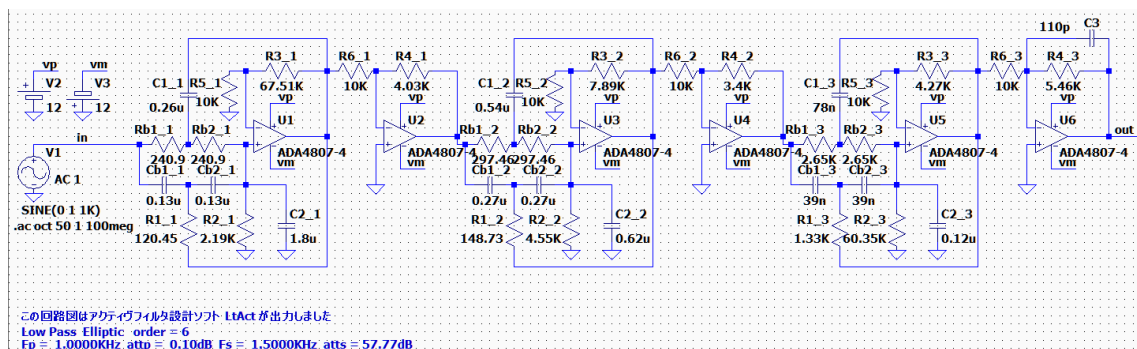 110p C3
R3_1 R6_1 R4_1 R3_2 R6_2 R4_2 R3_3 R6_3 R4_3
vp vm
V2 V3
C1_1 R5_1 C1_2 R5_2 C1_3 R5_3
67.51K 10K 4.03K 7.89K 10K 3.4K 4.27K 10K 5.46K
10K vp vp 10K vp vp 10K vp vp
12 12
0.26u 0.54u 78n
U1 U2 U3 U4 U5 U6
in Rb1_1 Rb2_1 Rb1_2 Rb2_2 Rb1_3 Rb2_3 out
V1
240.9 240.9 vm ADA4807-4 vm ADA4807-4 297.46 297.46 vm ADA4807-4 vm ADA4807-4 2.65K 2.65K vm ADA4807-4 vm ADA4807-4
Cb1_1 Cb2_1 Cb1_2 Cb2_2 Cb1_3 Cb2_3
AC 1
0.13u 0.13u 0.27u 0.27u 39n 39n
SINE(0 1 1K)
R1_1 R2_1 C2_1 R1_2 R2_2 C2_2 R1_3 R2_3 C2_3
.ac oct 50 1 100meg
120.45 2.19K 1.8u 148.73 4.55K 0.62u 1.33K 60.35K 0.12u
この回路図はアクティヴフィルタ設計ソフト LtAct が出力しました
Low Pass Elliptic order = 6
Fp = 1.0000KHz attp = 0.10dB Fs = 1.5000KHz atts = 57.77dB